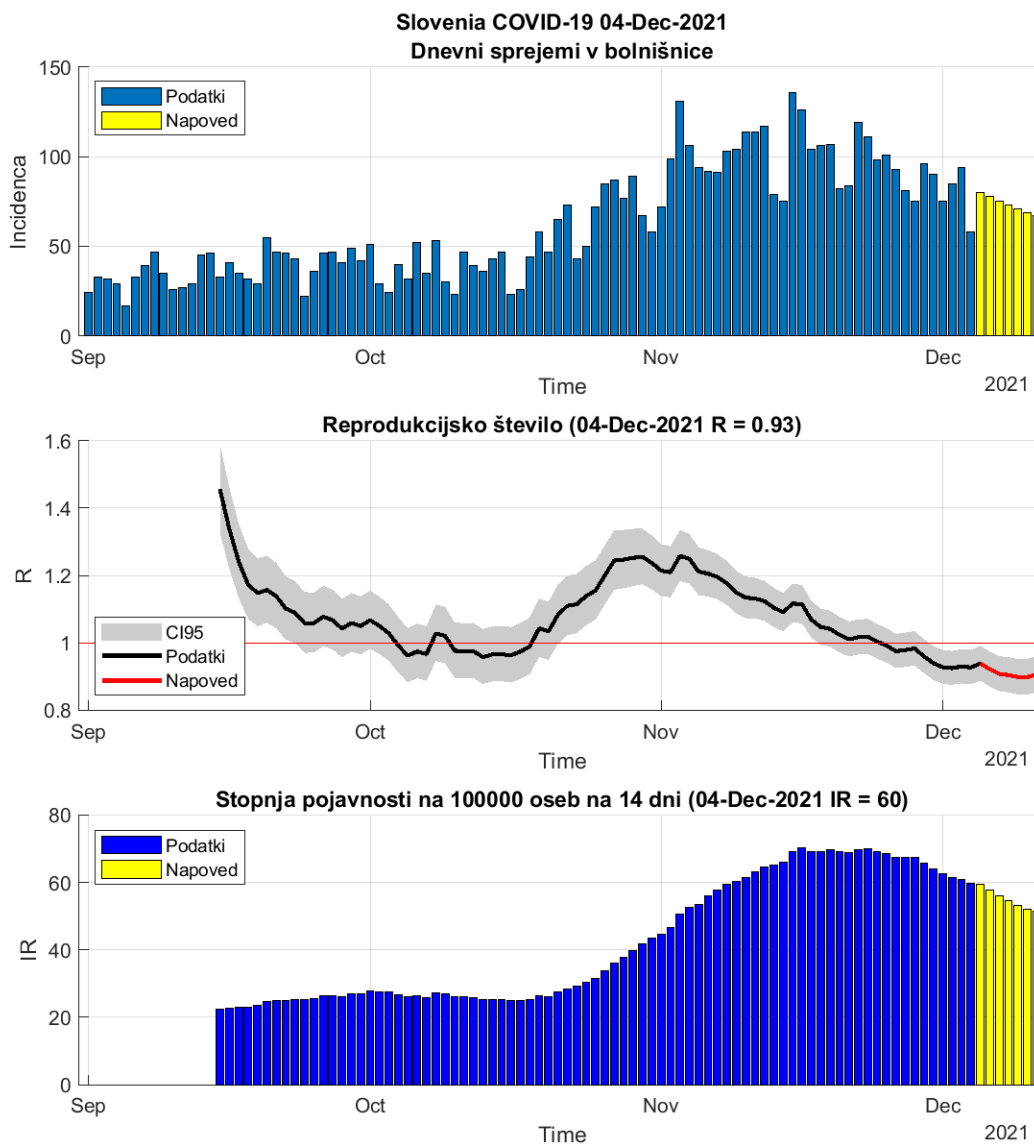 Slovenia COVID-19 04-Dec-2021
Dnevni sprejemi v bolnišnice
150
100
50
0
Incidenca
Podatki
Napoved
Sep
Oct
Nov
Dec
Time
2021
Reprodukcijsko število (04-Dec-2021 R = 0.93)
1.6
1.4
1.2
1
0.8
R
CI95
Podatki
Napoved
Sep
Oct
Nov
Dec
Time
2021
Stopnja pojavnosti na 100000 oseb na 14 dni (04-Dec-2021 IR = 60)
80
60
40
20
0
IR
Podatki
Napoved
Sep
Oct
Nov
Dec
Time
2021